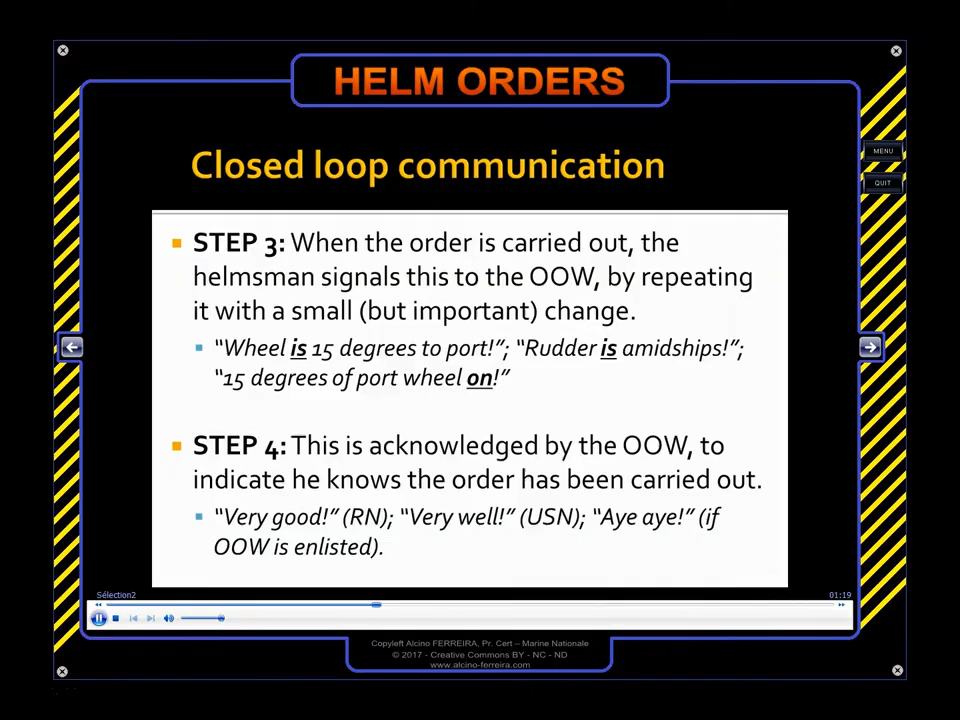 HELM ORDERS
Closed loop communication
MENU
QUIT
STEP 3: When the order is carried out, the
helmsman signals this to the OOW, by repeating
it with a small (but important) change.
“Wheel is 15 degrees to port!”; “Rudder is amidships!”;
“15 degrees of port wheel on!”
STEP 4: This is acknowledged by the OOW, to
indicate he knows the order has been carried out.
“Very good!” (RN); “Very well!” (USN); “Aye aye!” (if
OOW is enlisted).
Sélection2
01:19
Copyleft Alcino FERREIRA, Pr. Cert – Marine Nationale
© 2017 - Creative Commons BY - NC - ND
www.alcino-ferreira.com